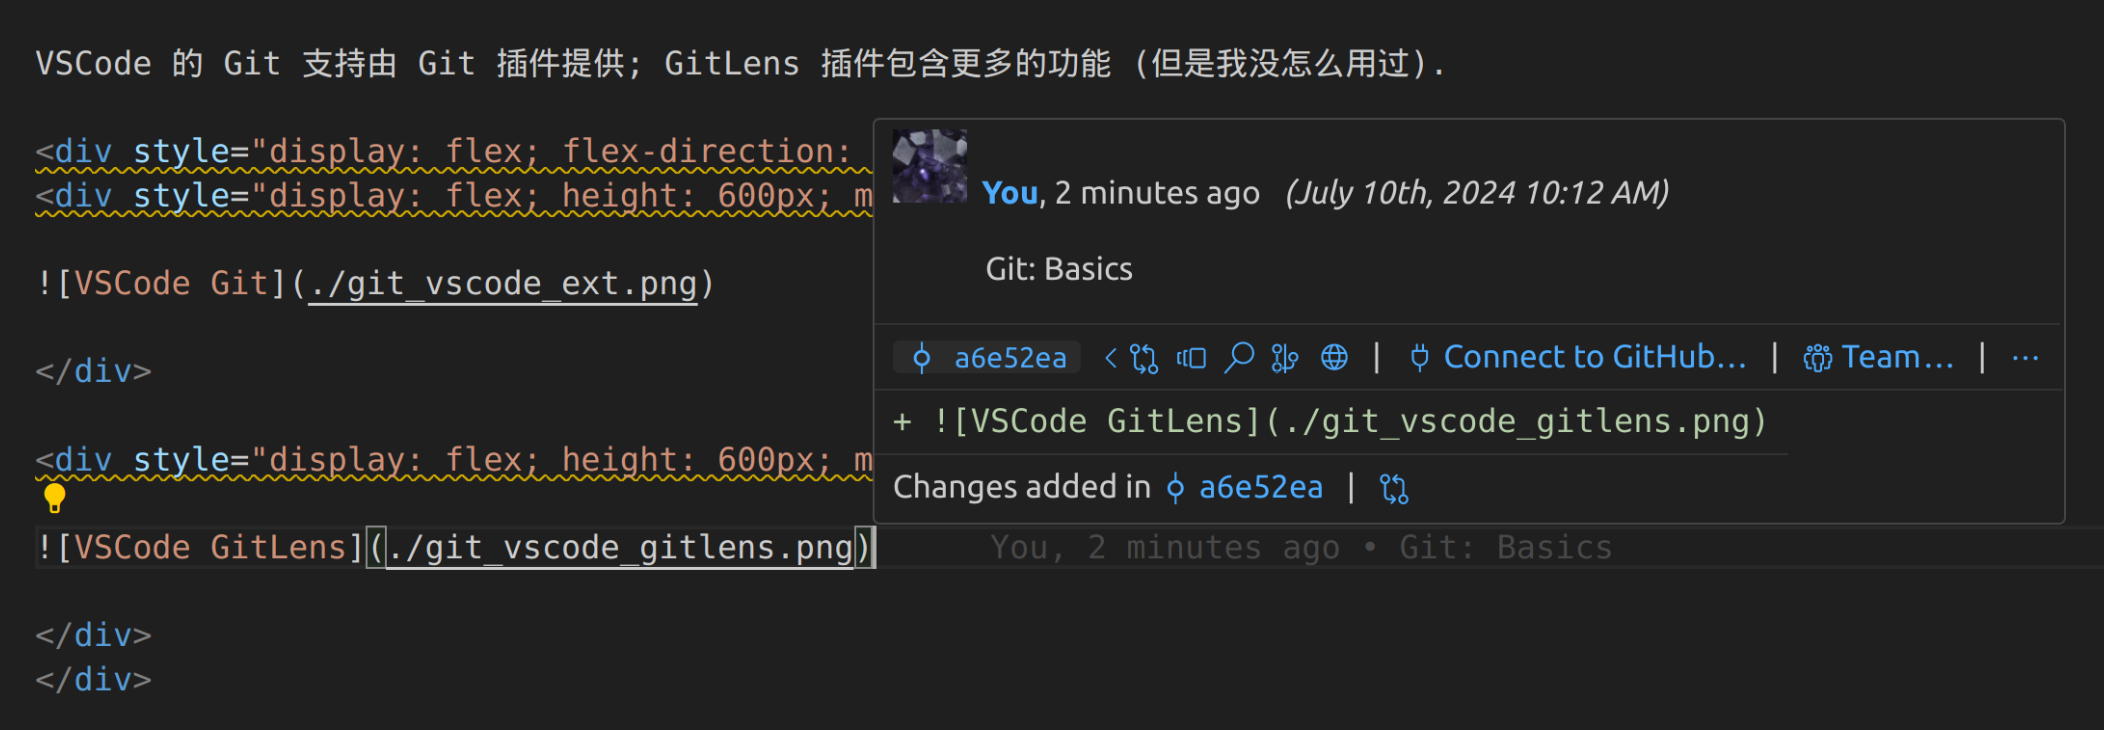 VSCode 的 Git 支持由 Git 插件提供; GitLens 插件包含更多的功能 (但是我没怎么用过).
<div style="display: flex; flex-direction:
<div style="display: flex; height: 600px; m
You, 2 minutes ago (July 10th, 2024 10:12 AM)
Git: Basics
![VSCode Git](./git_vscode_ext.png)
</div>
a6e52ea | Connect to GitHub... | Team... | ...
+ ![VSCode GitLens](./git_vscode_gitlens.png)
<div style="display: flex; height: 600px; m
Changes added in a6e52ea |
![VSCode GitLens](./git_vscode_gitlens.png) You, 2 minutes ago • Git: Basics
</div>
</div>